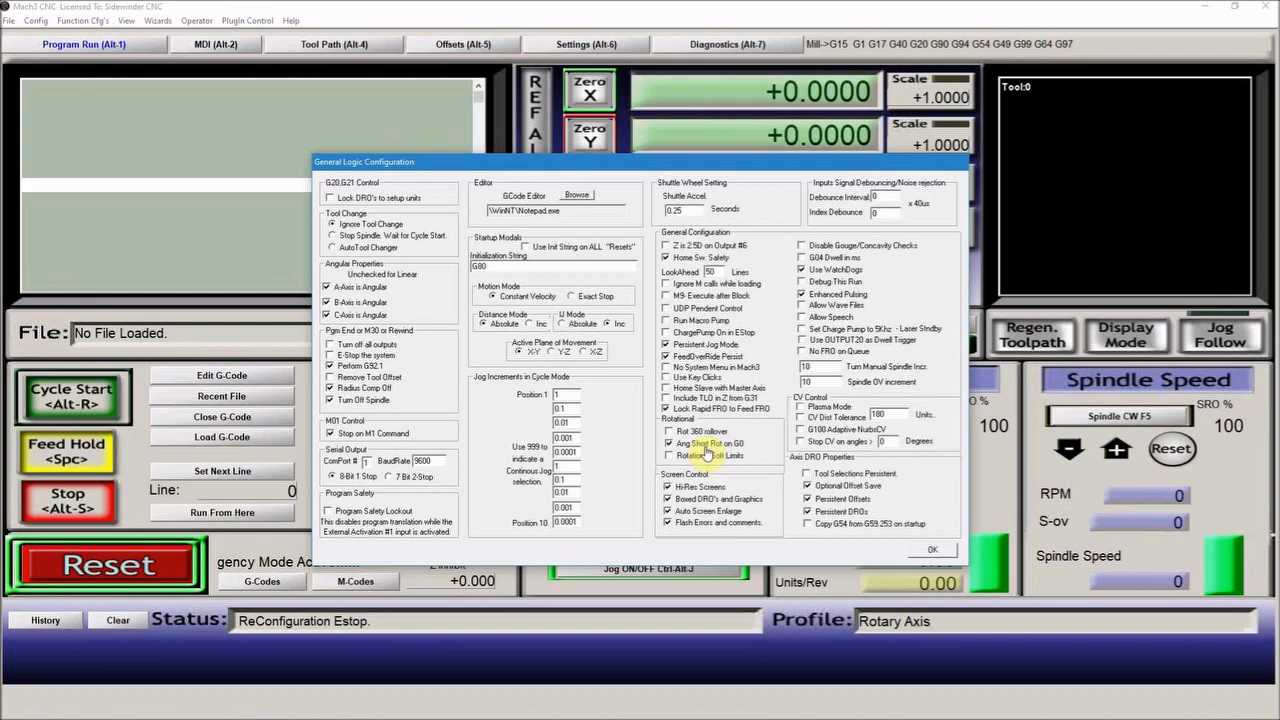 Mach3 CNC Licensed To: Sidewinder CNC
File Config Function Cfg's View Wizards Operator PlugIn Control Help
Program Run (Alt-1) MDI (Alt-2) Tool Path (Alt-4) Offsets (Alt-5) Settings (Alt-6) Diagnostics (Alt-7) Mill->G15 G1 G17 G40 G20 G90 G94 G54 G49 G99 G64 G97
REF AL
Zero X +0.0000 Scale +1.0000
Zero Y +0.0000 Scale +1.0000
Tool:0
General Logic Configuration
G20,G21 Control
Lock DRO's to setup units
Tool Change
Ignore Tool Change
Stop Spindle. Wait for Cycle Start.
AutoTool Changer
Angular Properties
Unchecked for Linear
A-Axis is Angular
B-Axis is Angular
C-Axis is Angular
Pgm End or M30 or Rewind
Turn off all outputs
E-Stop the system
Perform G92.1
Remove Tool Offset
Radius Comp Off
Turn Off Spindle
M01 Control
Stop on M1 Command
Serial Output
ComPort # 1 BaudRate 9600
8-Bit 1 Stop 7 Bit 2-Stop
Program Safety
Program Safety Lockout
This disables program translation while the
External Activation #1 input is activated.
Editor
GCode Editor Browse
\WinNT\Notepad.exe
Startup Modals
Use Init String on ALL "Resets"
Initialization String
G80
Motion Mode
Constant Velocity Exact Stop
Distance Mode IJ Mode
Absolute Inc Absolute Inc
Active Plane of Movement
X-Y Y-Z X-Z
Jog Increments in Cycle Mode
Position 1 1
0.1
0.01
0.001
Use 999 to 0.0001
indicate a
Continous Jog 1
selection. 0.1
0.01
0.001
Position 10 0.0001
Shuttle Wheel Setting
Shuttle Accel.
0.25 Seconds
General Configuration
Z is 2.5D on Output #6
Home Sw. Safety
LookAhead 50 Lines
Ignore M calls while loading
M9- Execute after Block
UDP Pendent Control
Run Macro Pump
ChargePump On in EStop
Persistent Jog Mode.
FeedOverRide Persist
No System Menu in Mach3
Use Key Clicks
Home Slave with Master Axis
Include TLO in Z from G31
Lock Rapid FRO to Feed FRO
Rotational
Rot 360 rollover
Ang Short Rot on G0
Soft Limits
Screen Control
Hi-Res Screens
Boxed DRO's and Graphics
Auto Screen Enlarge
Flash Errors and comments.
Inputs Signal Debouncing/Noise rejection
Debounce Interval: 0 x 40us
Index Debounce 0
Disable Gouge/Concavity Checks
G04 Dwell in ms
Use WatchDogs
Debug This Run
Enhanced Pulsing
Allow Wave Files
Allow Speech
Set Charge Pump to 5Khz - Laser Stndby
Use OUTPUT20 as Dwell Trigger
No FRO on Queue
10 Turn Manual Spindle Incr.
10 Spindle OV increment
CV Control
Plasma Mode
CV Dist Tolerance 180 Units..
G100 Adaptive NurbsCV
Stop CV on angles > 0 Degrees
Axis DRO Properties
Tool Selections Persistent.
Optional Offset Save
Persistent Offsets
Persistent DROs
Copy G54 from G59.253 on startup
OK
File: No File Loaded.
Regen. Toolpath Display Mode Jog Follow
Cycle Start <Alt-R>
Feed Hold <Spc>
Stop <Alt-S>
Edit G-Code
Recent File
Close G-Code
Load G-Code
Set Next Line
Line: 0
Run From Here
Spindle Speed
Spindle CW F5 SRO %
100 100
Reset
RPM 0
S-ov 0
Spindle Speed 0
Reset gency Mode
G-Codes M-Codes +0.000
Jog ON/OFF Ctrl-Alt-J
Units/Rev 0.00
History Clear Status: ReConfiguration Estop. Profile: Rotary Axis